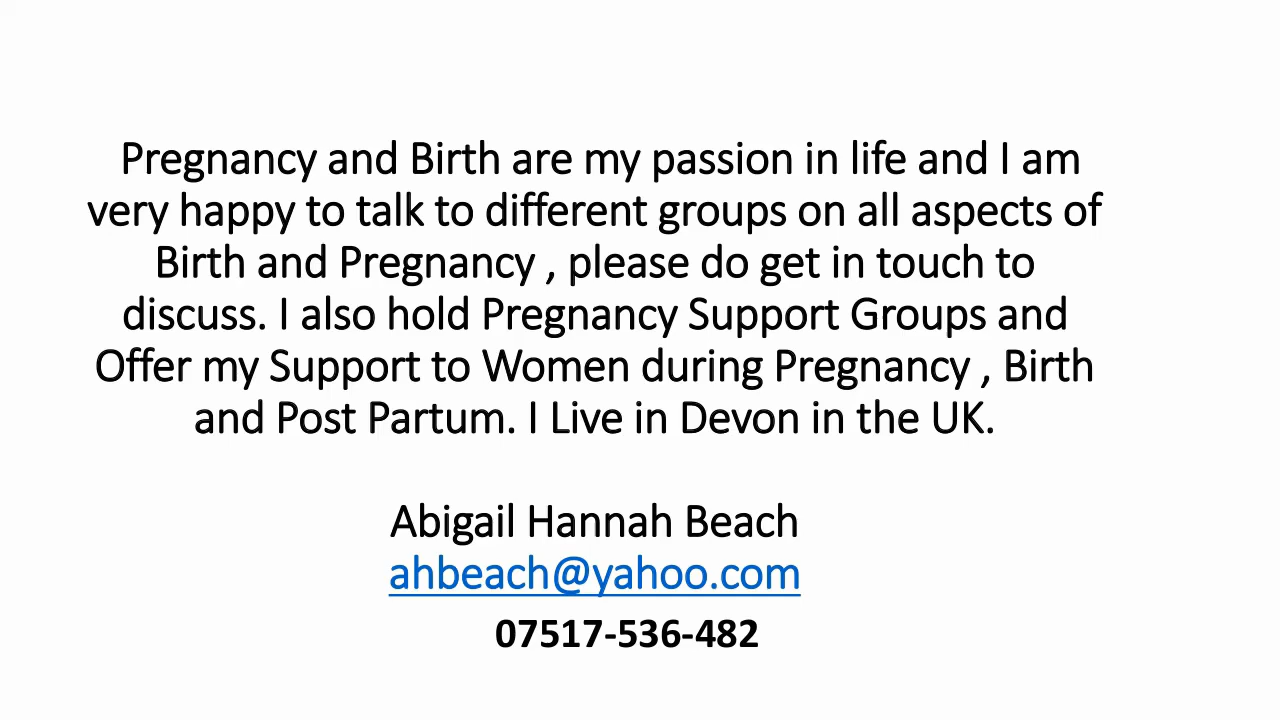 Pregnancy and Birth are my passion in life and I am
very happy to talk to different groups on all aspects of
Birth and Pregnancy , please do get in touch to
discuss. I also hold Pregnancy Support Groups and
Offer my Support to Women during Pregnancy , Birth
and Post Partum. I Live in Devon in the UK.
Abigail Hannah Beach
ahbeach@yahoo.com
07517-536-482